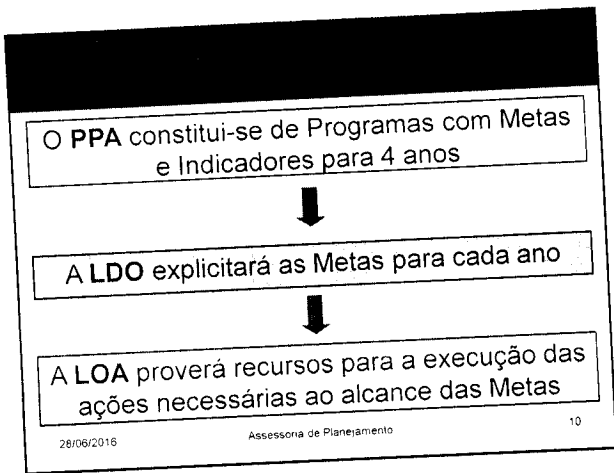 O PPA constitui-se de Programas com Metas
e Indicadores para 4 anos
A LDO explicitará as Metas para cada ano
A LOA proverá recursos para a execução das
ações necessárias ao alcance das Metas
28/06/2016
Assessoria de Planejamento
10